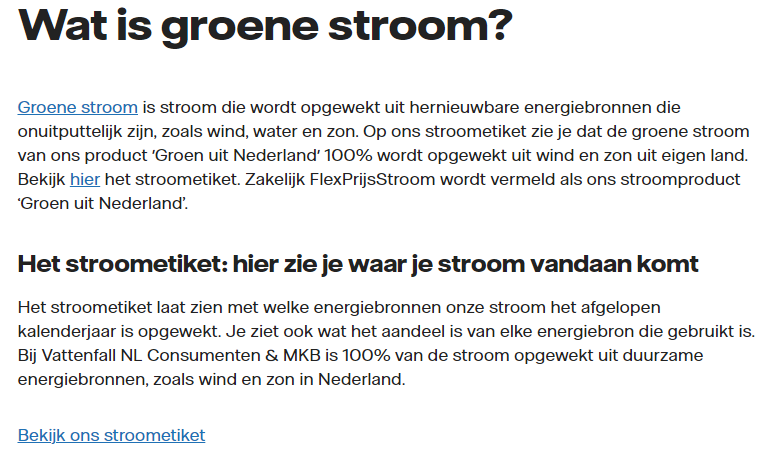 Wat is groene stroom?
Groene stroom is stroom die wordt opgewekt uit hernieuwbare energiebronnen die
onuitputtelijk zijn, zoals wind, water en zon. Op ons stroometiket zie je dat de groene stroom
van ons product 'Groen uit Nederland' 100% wordt opgewekt uit wind en zon uit eigen land.
Bekijk hier het stroometiket. Zakelijk FlexPrijsStroom wordt vermeld als ons stroomproduct
‘Groen uit Nederland’.
Het stroometiket: hier zie je waar je stroom vandaan komt
Het stroometiket laat zien met welke energiebronnen onze stroom het afgelopen
kalenderjaar is opgewekt. Je ziet ook wat het aandeel is van elke energiebron die gebruikt is.
Bij Vattenfall NL Consumenten & MKB is 100% van de stroom opgewekt uit duurzame
energiebronnen, zoals wind en zon in Nederland.
Bekijk ons stroometiket